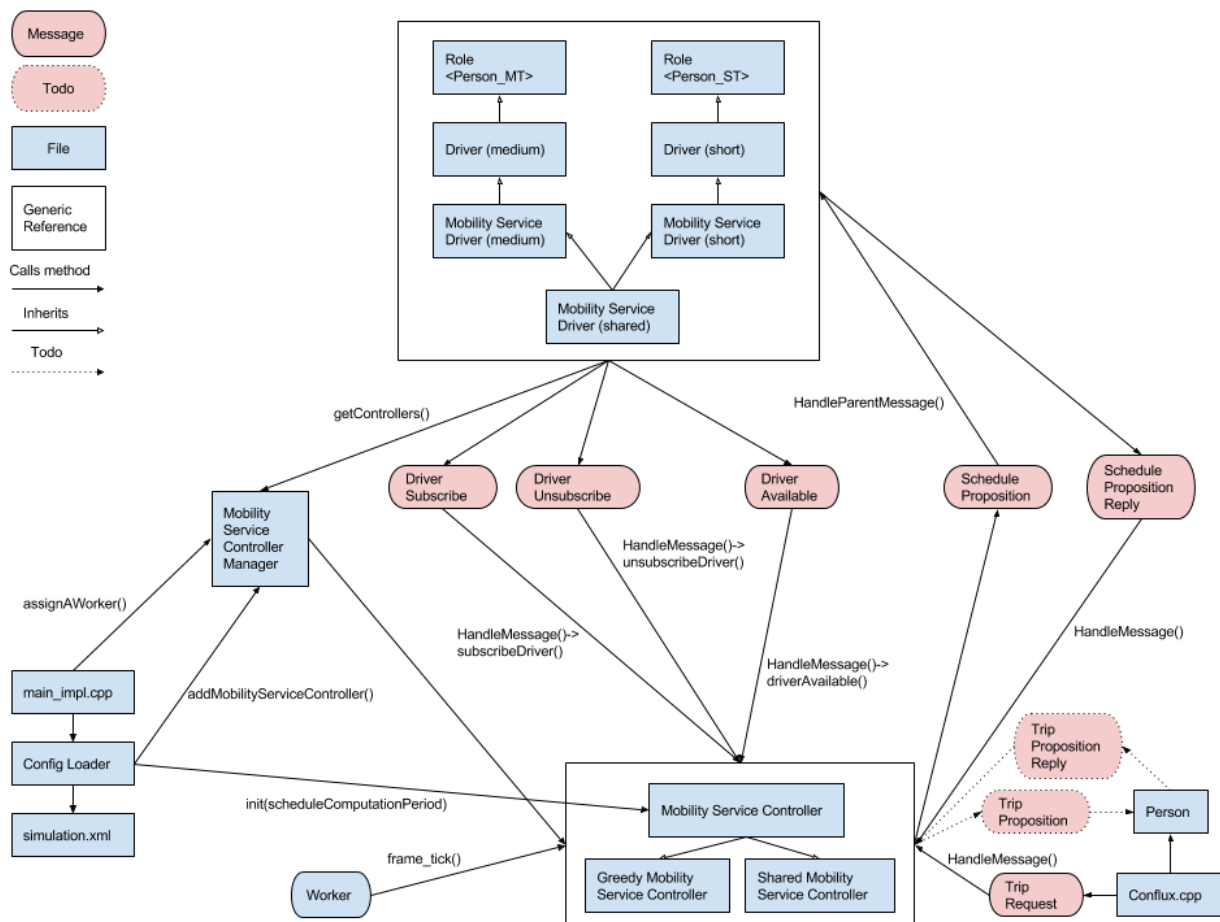 Message
Todo
File
Generic
Reference
Calls method
Inherits
Todo
Role
<Person_MT>
Role
<Person_ST>
Driver (medium)
Driver (short)
Mobility Service
Driver (medium)
Mobility Service
Driver (short)
Mobility Service
Driver (shared)
getControllers()
HandleParentMessage()
Driver
Subscribe
Driver
Unsubscribe
Driver
Available
Schedule
Proposition
Schedule
Proposition
Reply
Mobility
Service
Controller
Manager
HandleMessage()->
unsubscribeDriver()
assignAWorker()
HandleMessage()->
subscribeDriver()
HandleMessage()
HandleMessage()->
driverAvailable()
main_impl.cpp
addMobilityServiceController()
Config Loader
Trip
Proposition
Reply
init(scheduleComputationPeriod)
Mobility Service Controller
Trip
Proposition
Person
simulation.xml
frame_tick()
HandleMessage()
Worker
Greedy Mobility
Service Controller
Shared Mobility
Service Controller
Trip
Request
Conflux.cpp